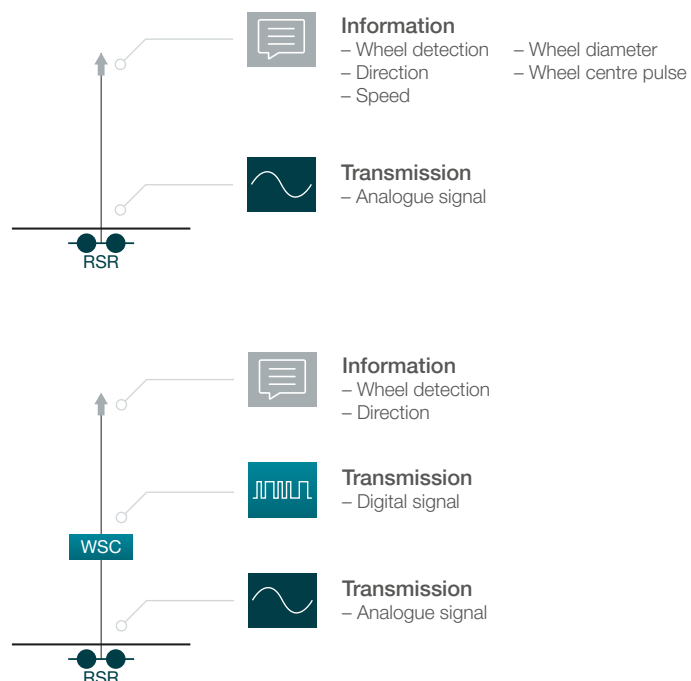 Information
– Wheel detection – Wheel diameter
– Direction – Wheel centre pulse
– Speed
Transmission
– Analogue signal
RSR
Information
– Wheel detection
– Direction
Transmission
– Digital signal
WSC
Transmission
– Analogue signal
RSR